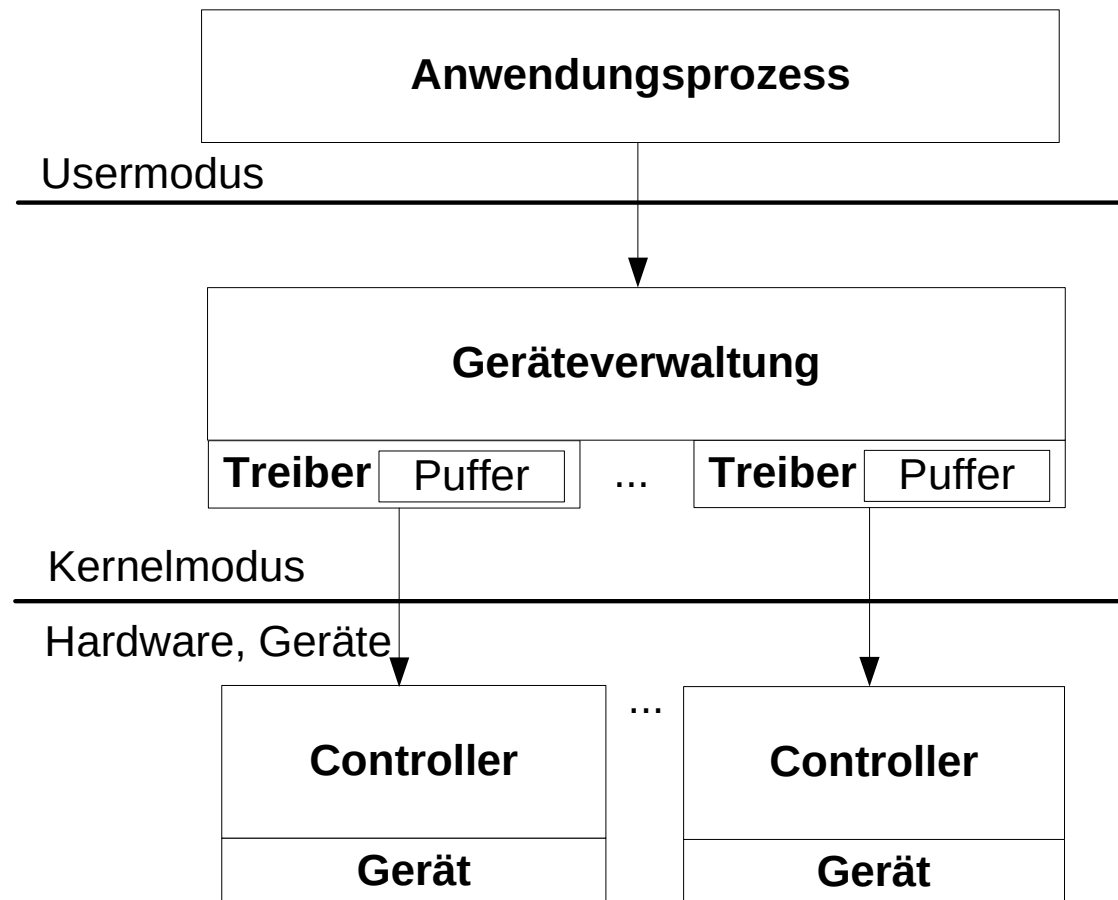 Anwendungsprozess
Usermodus
Geräteverwaltung
Treiber Puffer ... Treiber Puffer
Kernelmodus
Hardware, Geräte
...
Controller Controller
Gerät Gerät